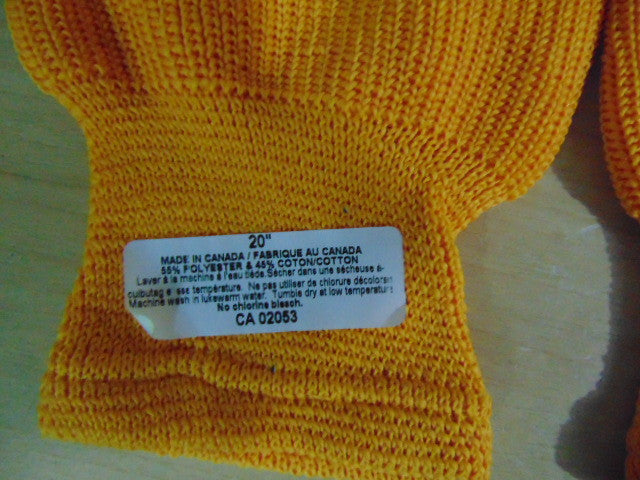 20"
MADE IN CANADA / FABRIQUE AU CANADA
55% POLYESTER & 45% COTON/COTTON
Laver à la machine à l'eau tiède. Sécher dans une sécheuse à-
culbutag a sse température. Ne pas utiliser de chlorure décolorant
Machine wash in lukewarm water. Tumble dry at low temperature
No chlorine bleach.
CA 02053